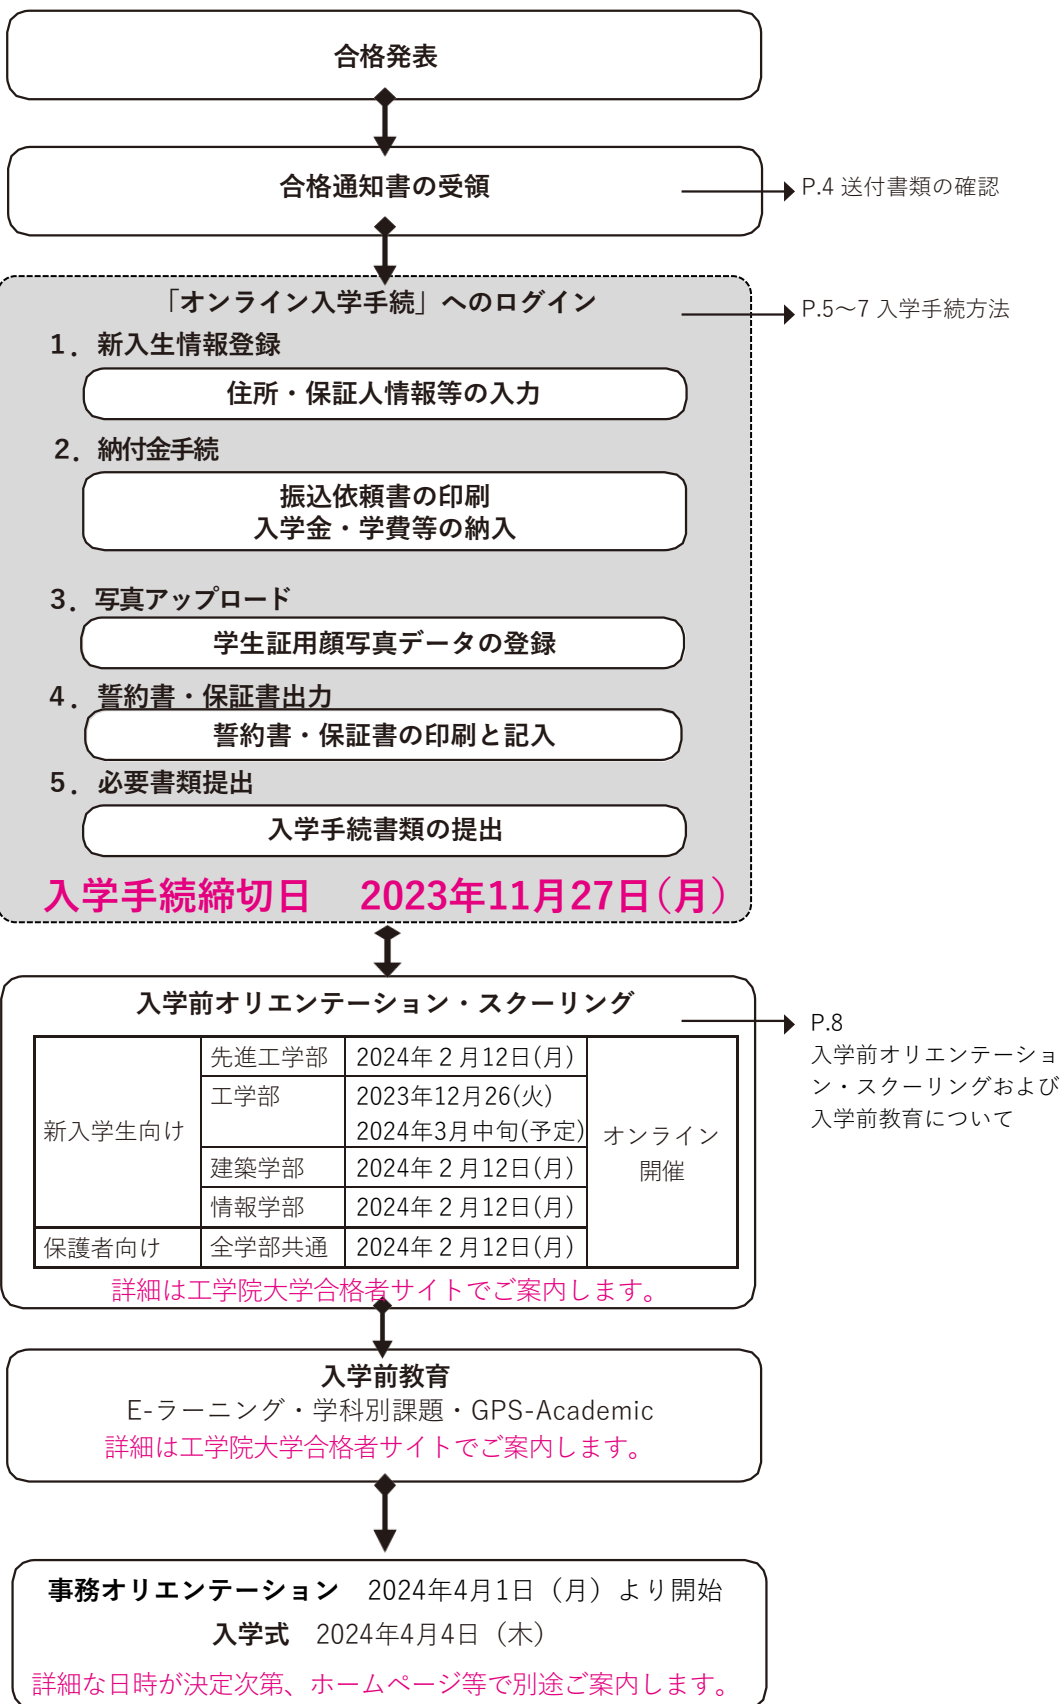 合格発表
合格通知書の受領
P.4 送付書類の確認
「オンライン入学手続」へのログイン
P.5～7 入学手続方法
1．新入生情報登録
住所・保証人情報等の入力
2．納付金手続
振込依頼書の印刷
入学金・学費等の納入
3．写真アップロード
学生証用顔写真データの登録
4．誓約書・保証書出力
誓約書・保証書の印刷と記入
5．必要書類提出
入学手続書類の提出
入学手続締切日　2023年11月27日（月）
入学前オリエンテーション・スクーリング
P.8
入学前オリエンテーショ
ン・スクーリングおよび
入学前教育について
新入学生向け
先進工学部 2024年２月12日(月)
工学部 2023年12月26(火)
2024年3月中旬(予定)
建築学部 2024年２月12日(月)
情報学部 2024年２月12日(月)
保護者向け 全学部共通 2024年２月12日(月)
オンライン
開催
詳細は工学院大学合格者サイトでご案内します。
入学前教育
E-ラーニング・学科別課題・GPS-Academic
詳細は工学院大学合格者サイトでご案内します。
事務オリエンテーション　2024年4月1日（月）より開始
入学式　2024年4月4日（木）
詳細な日時が決定次第、ホームページ等で別途ご案内します。